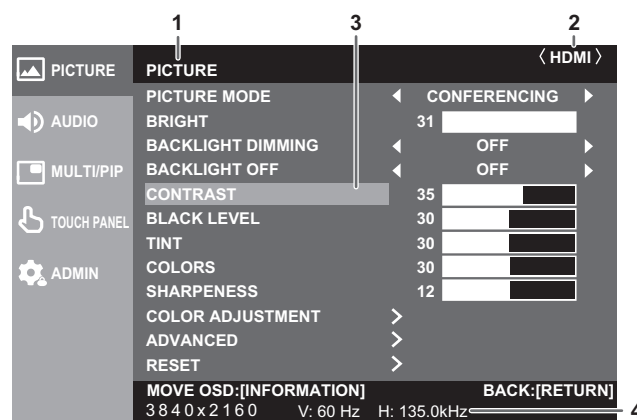 1 3 2
PICTURE
AUDIO
MULTI/PIP
TOUCH PANEL
ADMIN
PICTURE 〈 HDMI 〉
PICTURE MODE CONFERENCING
BRIGHT 31
BACKLIGHT DIMMING OFF
BACKLIGHT OFF OFF
CONTRAST 35
BLACK LEVEL 30
TINT 30
COLORS 30
SHARPENESS 12
COLOR ADJUSTMENT
ADVANCED
RESET
MOVE OSD:[INFORMATION] BACK:[RETURN]
3840x2160 V: 60 Hz H: 135.0kHz 4